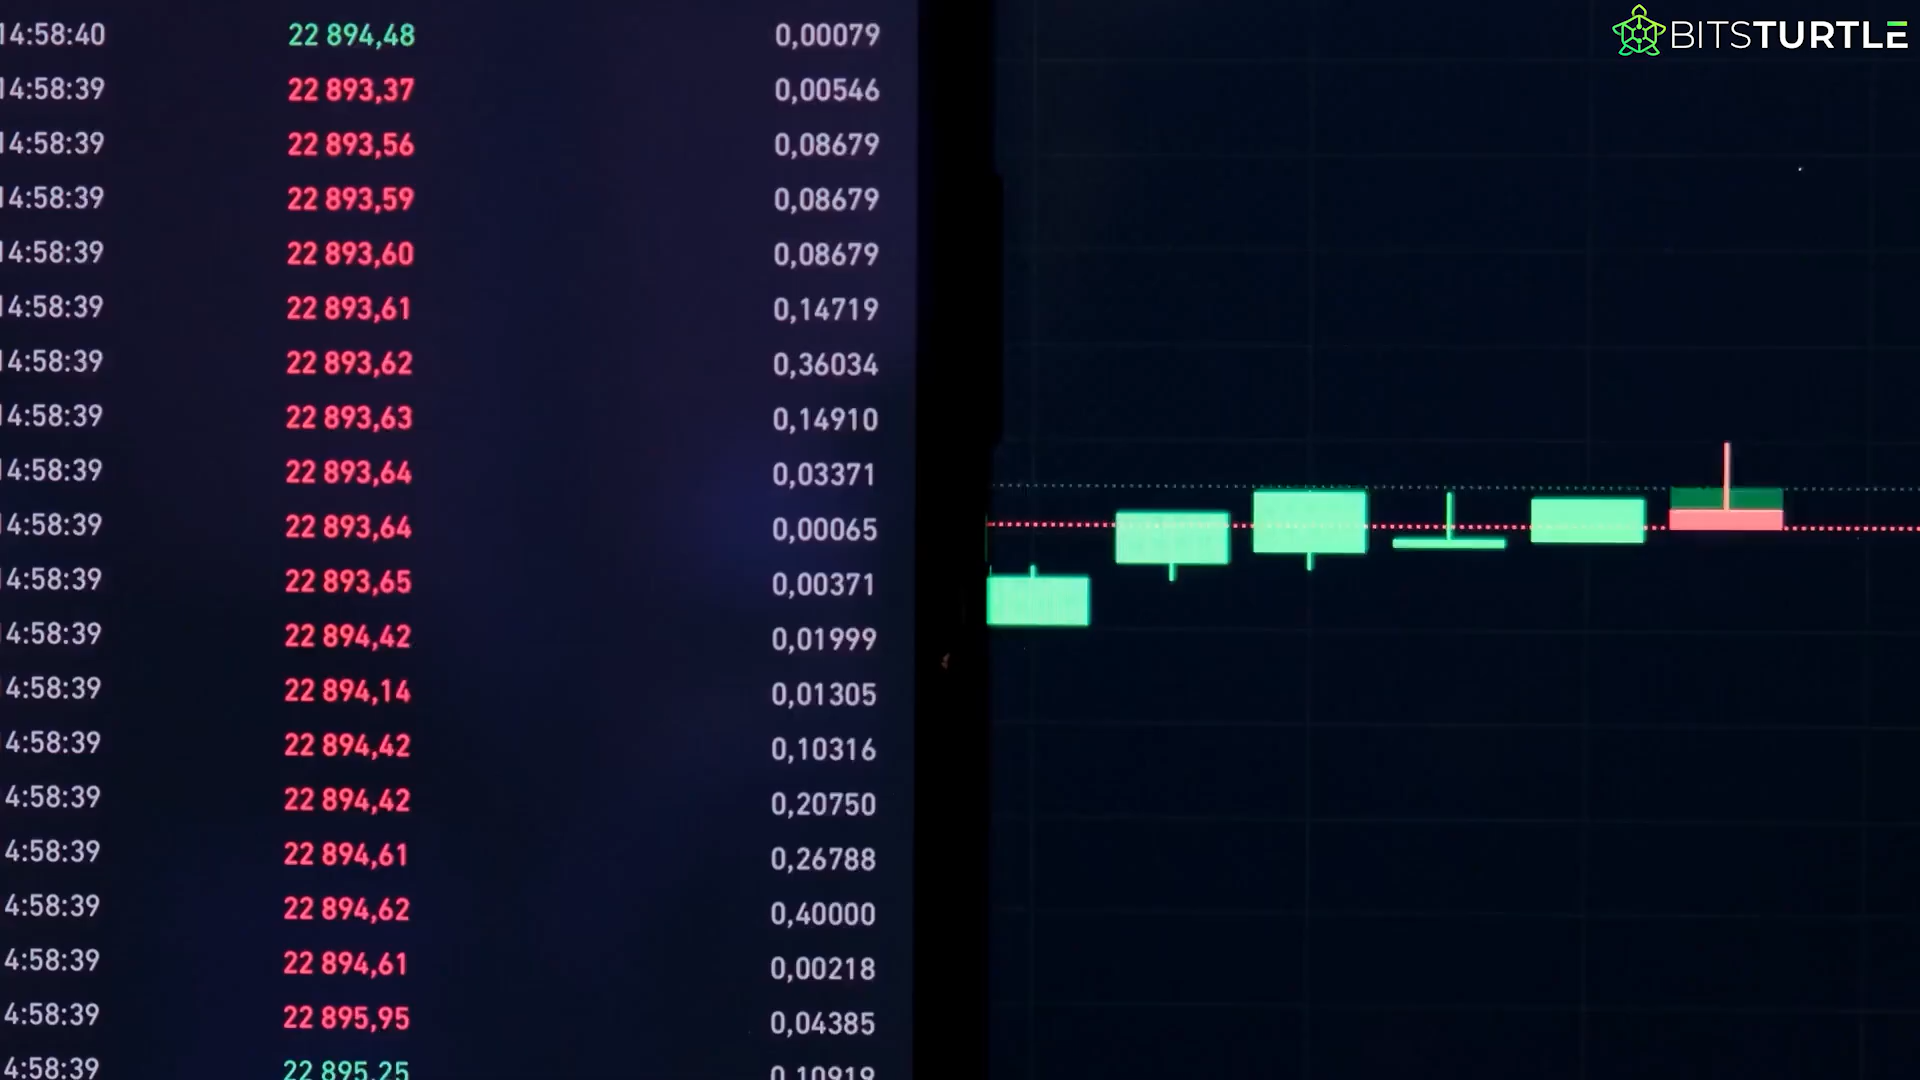 BITSTURTLE
14:58:40 22 894,48 0,00079
14:58:39 22 893,37 0,00546
14:58:39 22 893,56 0,08679
14:58:39 22 893,59 0,08679
14:58:39 22 893,60 0,08679
14:58:39 22 893,61 0,14719
14:58:39 22 893,62 0,36034
14:58:39 22 893,63 0,14910
14:58:39 22 893,64 0,03371
4:58:39 22 893,64 0,00065
4:58:39 22 893,65 0,00371
4:58:39 22 894,42 0,01999
4:58:39 22 894,14 0,01305
4:58:39 22 894,42 0,10316
4:58:39 22 894,42 0,20750
4:58:39 22 894,61 0,26788
4:58:39 22 894,62 0,40000
4:58:39 22 894,61 0,00218
4:58:39 22 895,95 0,04385
4:58:39 22 895,25 0,10919